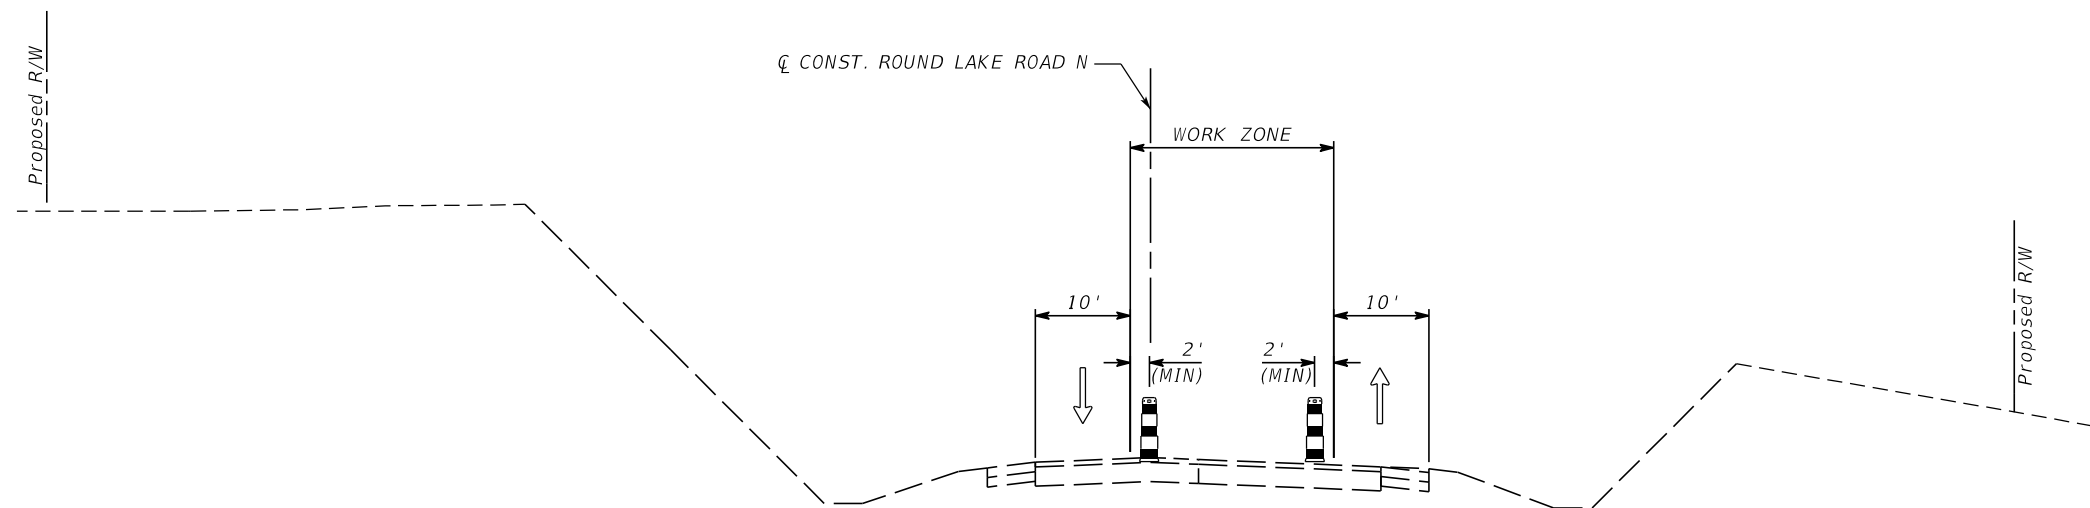 Proposed R/W
℄ CONST. ROUND LAKE ROAD N
WORK ZONE
Proposed R/W
10'
10'
2'
(MIN)
2'
(MIN)